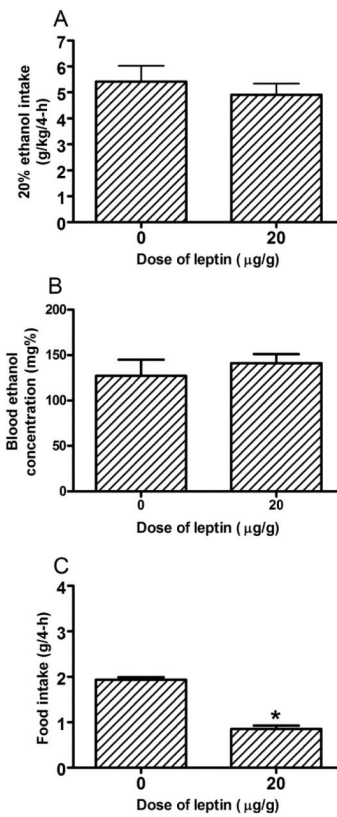 A
20% ethanol intake
(g/kg/4-h)
7
6
5
4
3
2
1
0
0 20
Dose of leptin ( μg/g)
B
Blood ethanol
concentration (mg%)
200
150
100
50
0
0 20
Dose of leptin ( μg/g)
C
Food intake (g/4-h)
4
3
2
1
0
*
0 20
Dose of leptin ( μg/g)